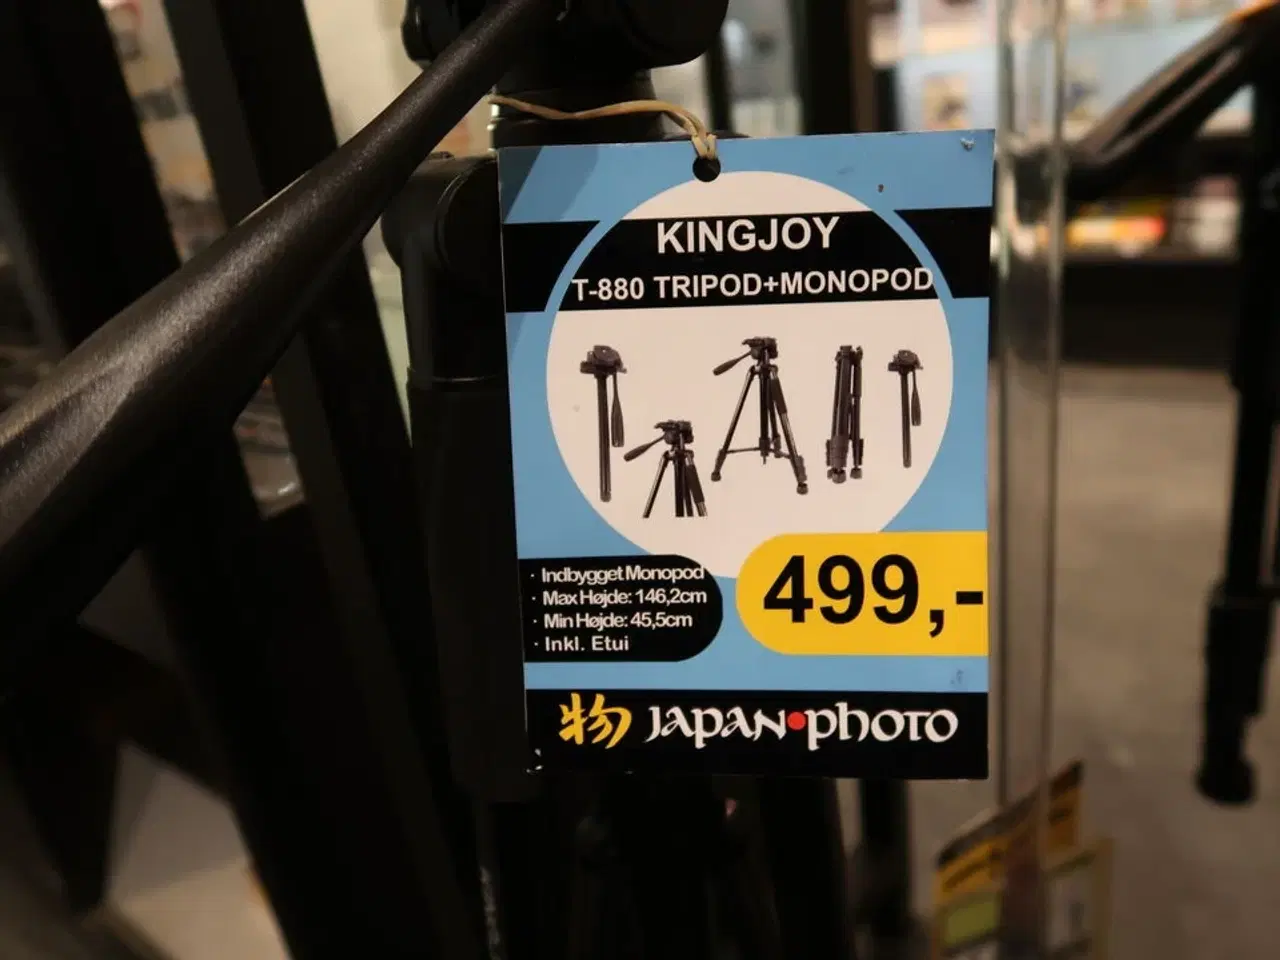 KINGJOY
T-880 TRIPOD+MONOPOD
· Indbygget Monopod
· Max Højde: 146,2cm
· Min Højde: 45,5cm
· Inkl. Etui
499,-
物 JAPAN•PHOTO